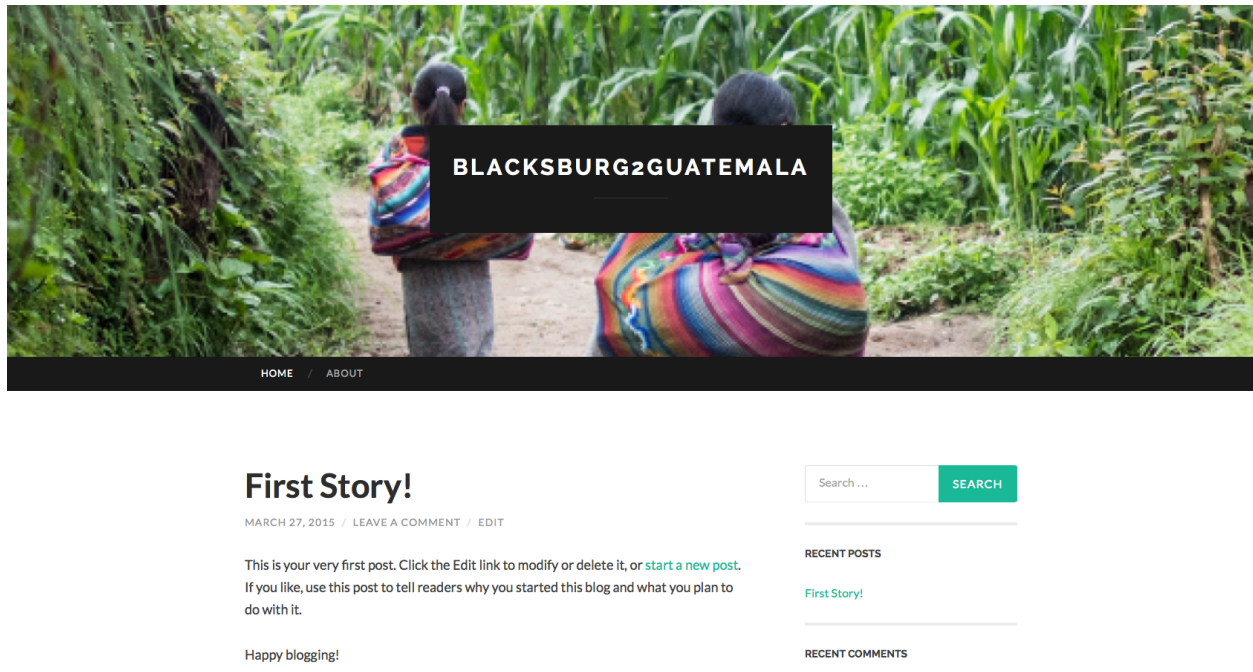 BLACKSBURG2GUATEMALA
HOME / ABOUT
First Story!
MARCH 27, 2015 / LEAVE A COMMENT / EDIT
This is your very first post. Click the Edit link to modify or delete it, or start a new post.
If you like, use this post to tell readers why you started this blog and what you plan to
do with it.
Happy blogging!
Search …
SEARCH
RECENT POSTS
First Story!
RECENT COMMENTS